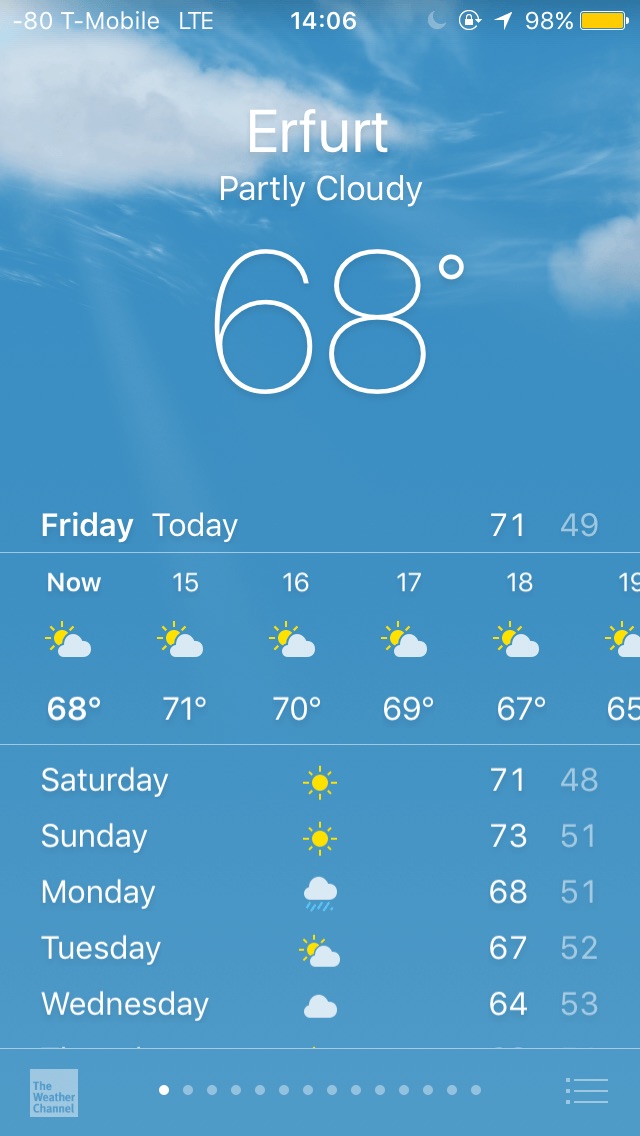 -80 T-Mobile LTE 14:06 98%
Erfurt
Partly Cloudy
68°
Friday Today 71 49
Now 15 16 17 18 19
68° 71° 70° 69° 67° 65
Saturday 71 48
Sunday 73 51
Monday 68 51
Tuesday 67 52
Wednesday 64 53
The
Weather
Channel